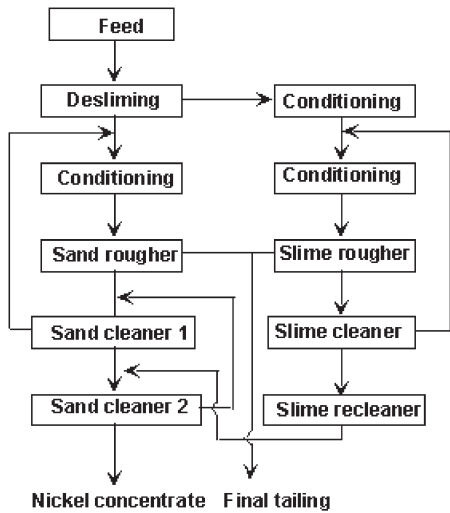 Feed
Desliming
Conditioning
Conditioning
Conditioning
Sand rougher
Slime rougher
Sand cleaner 1
Slime cleaner
Sand cleaner 2
Slime recleaner
Nickel concentrate
Final tailing